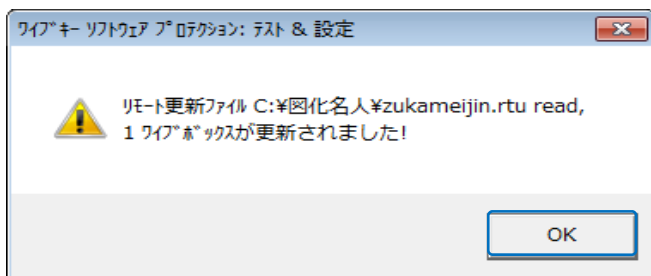 ﾜｲﾌﾞｷｰ ｿﾌﾄｳｪｱ ﾌﾟﾛﾃｸｼｮﾝ: ﾃｽﾄ & 設定
ﾘﾓｰﾄ更新ﾌｧｲﾙ C:¥図化名人¥zukameijin.rtu read,
1 ﾜｲﾌﾞﾎﾞｯｸｽが更新されました!
OK